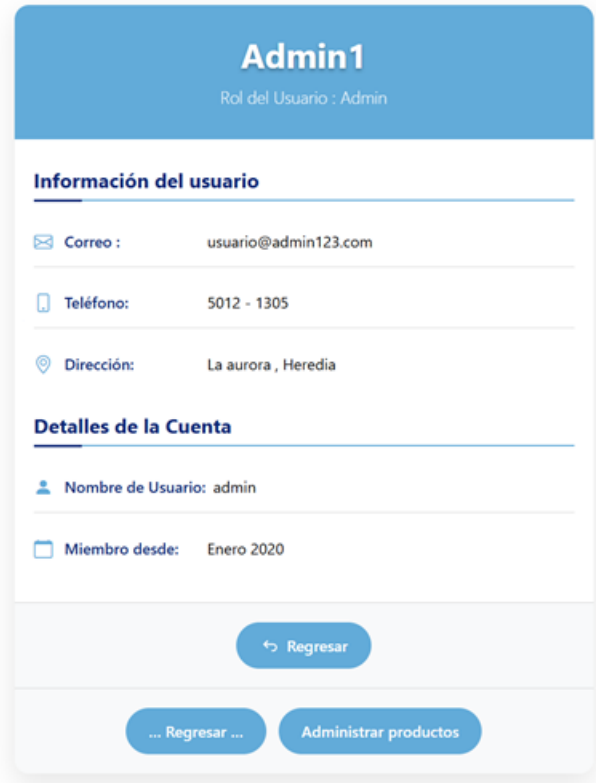 Admin1
Rol del Usuario : Admin
Información del usuario
Correo : usuario@admin123.com
Teléfono: 5012 - 1305
Dirección: La aurora , Heredia
Detalles de la Cuenta
Nombre de Usuario: admin
Miembro desde: Enero 2020
Regresar
... Regresar ... Administrar productos